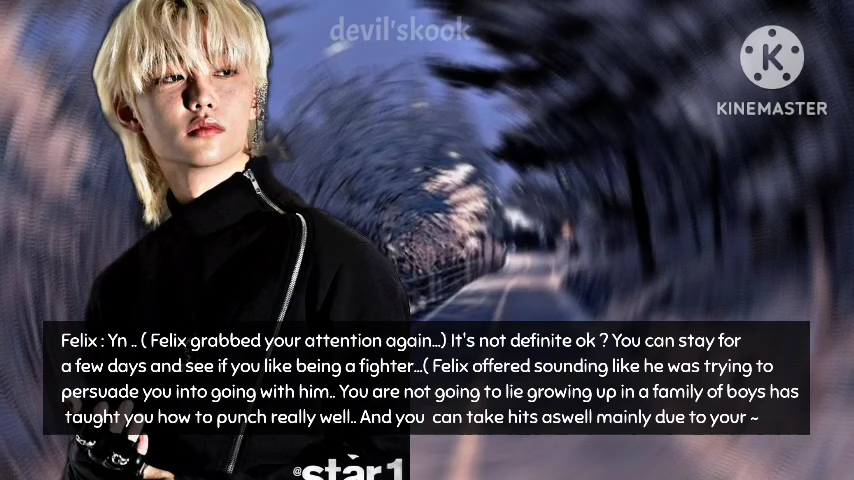 devil'skook
KINEMASTER
Felix : Yn .. ( Felix grabbed your attention again...) It's not definite ok ? You can stay for
a few days and see if you like being a fighter...( Felix offered sounding like he was trying to
persuade you into going with him.. You are not going to lie growing up in a family of boys has
taught you how to punch really well.. And you can take hits aswell mainly due to your ~
@star1